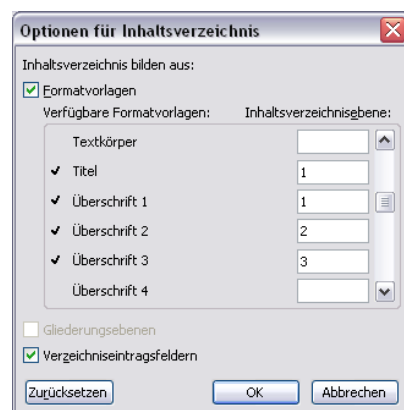 Optionen für Inhaltsverzeichnis
Inhaltsverzeichnis bilden aus:
Formatvorlagen
Verfügbare Formatvorlagen: Inhaltsverzeichnisebene:
Textkörper
Titel 1
Überschrift 1 1
Überschrift 2 2
Überschrift 3 3
Überschrift 4
Gliederungsebenen
Verzeichniseintragsfeldern
Zurücksetzen OK Abbrechen